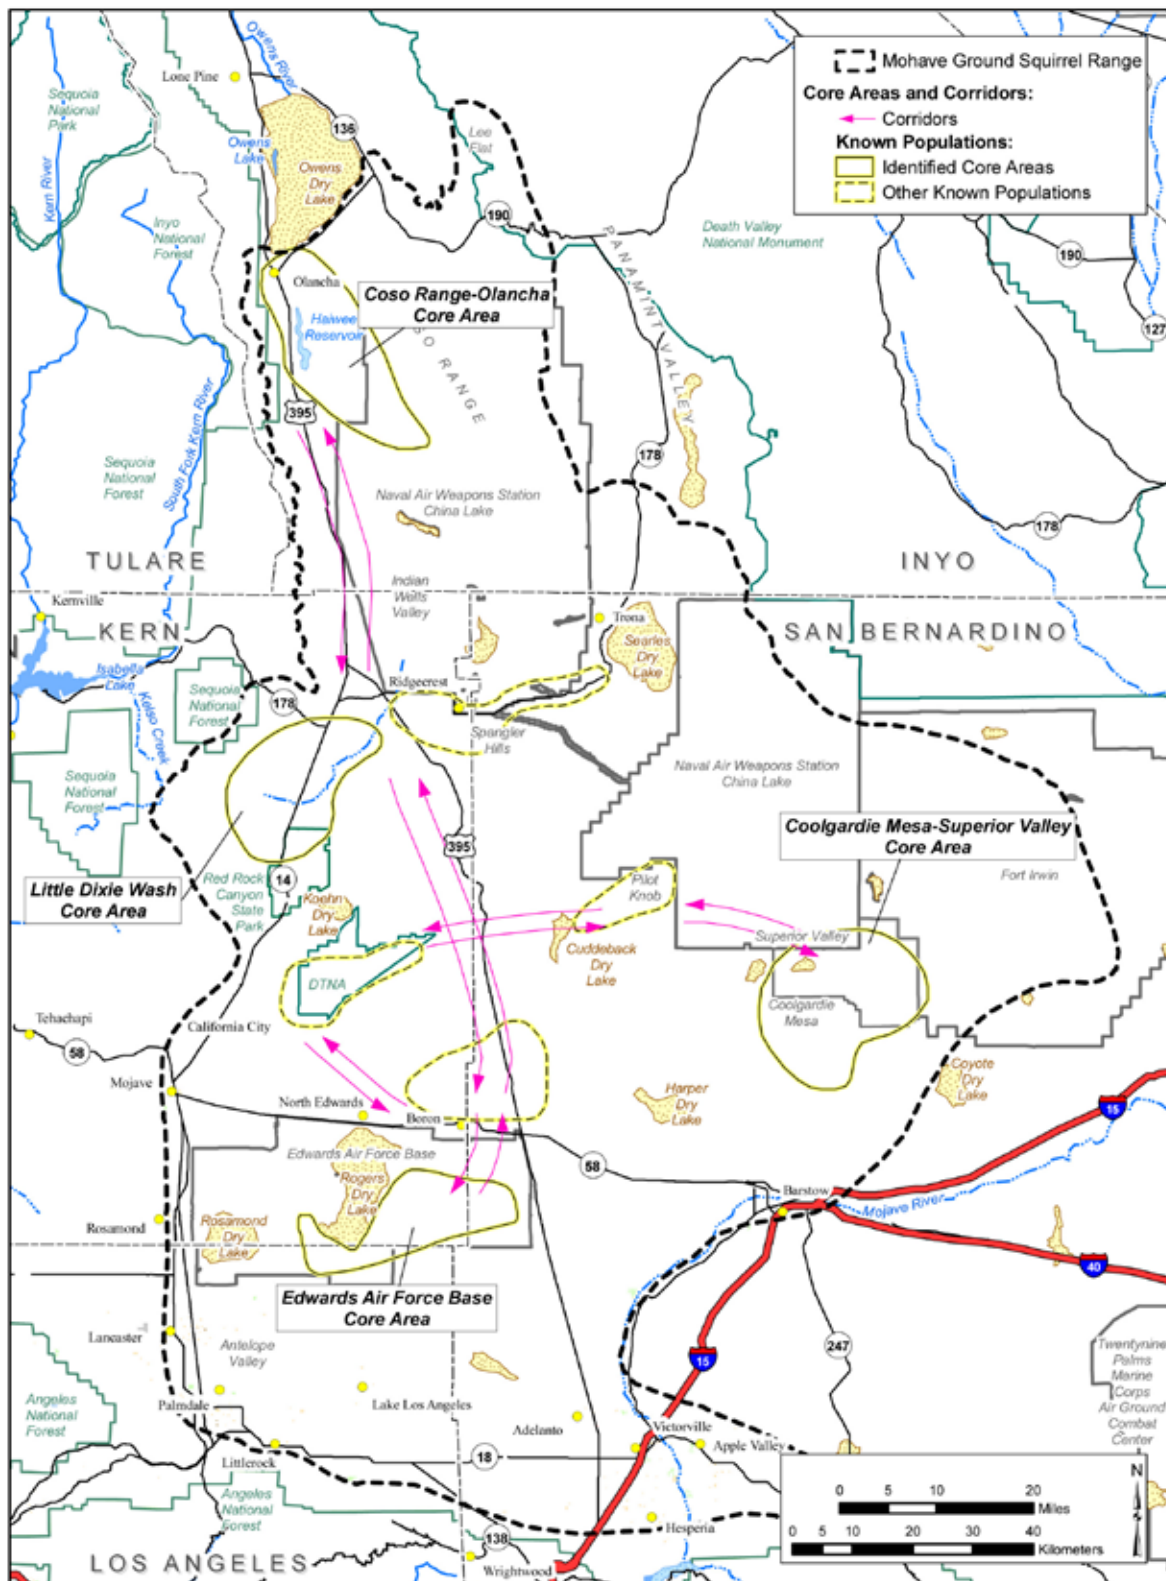 Mohave Ground Squirrel Range
Core Areas and Corridors:
Corridors
Known Populations:
Identified Core Areas
Other Known Populations
Owens River
Lone Pine
Sequoia
National
Park
Kern River
Owens
Lake
Owens
Dry
Lake
136
Lee
Flat
Inyo
National
Forest
190
Death Valley
National Monument
190
127
PANAMINT VALLEY
Olancha
Haiwee
Reservoir
Coso Range-Olancha
Core Area
SO RANGE
395
South Fork Kern River
Sequoia
National
Forest
178
Naval Air Weapons Station
China Lake
178
TULARE
INYO
Indian
Wells
Valley
Kernville
KERN
Trona
SAN BERNARDINO
Searles
Dry
Lake
Isabella
Lake
Kelso Creek
Sequoia
National
Forest
178
Ridgecrest
Spangler
Hills
Sequoia
National
Forest
Naval Air Weapons Station
China Lake
Coolgardie Mesa-Superior Valley
Core Area
395
Little Dixie Wash
Core Area
Red Rock
Canyon
State
Park
14
Koehn
Dry
Lake
Pilot
Knob
Fort Irwin
Superior Valley
Cuddeback
Dry
Lake
DTNA
Coolgardie
Mesa
Tehachapi
58
California City
Mojave
North Edwards
Boron
Harper
Dry
Lake
Coyote
Dry
Lake
15
Edwards Air Force Base
Rogers
Dry
Lake
58
Barstow
Mojave River
Rosamond
Rosamond
Dry
Lake
40
Edwards Air Force Base
Core Area
Lancaster
Antelope
Valley
15
247
Twentynine
Palms
Marine
Corps
Air Ground
Combat
Center
Angeles
National
Forest
Palmdale
Lake Los Angeles
Adelanto
Victorville
Apple Valley
Littlerock
18
Angeles
National
Forest
Hesperia
138
Wrightwood
LOS ANGELES
N
0 5 10 20
Miles
0 5 10 20 30 40
Kilometers